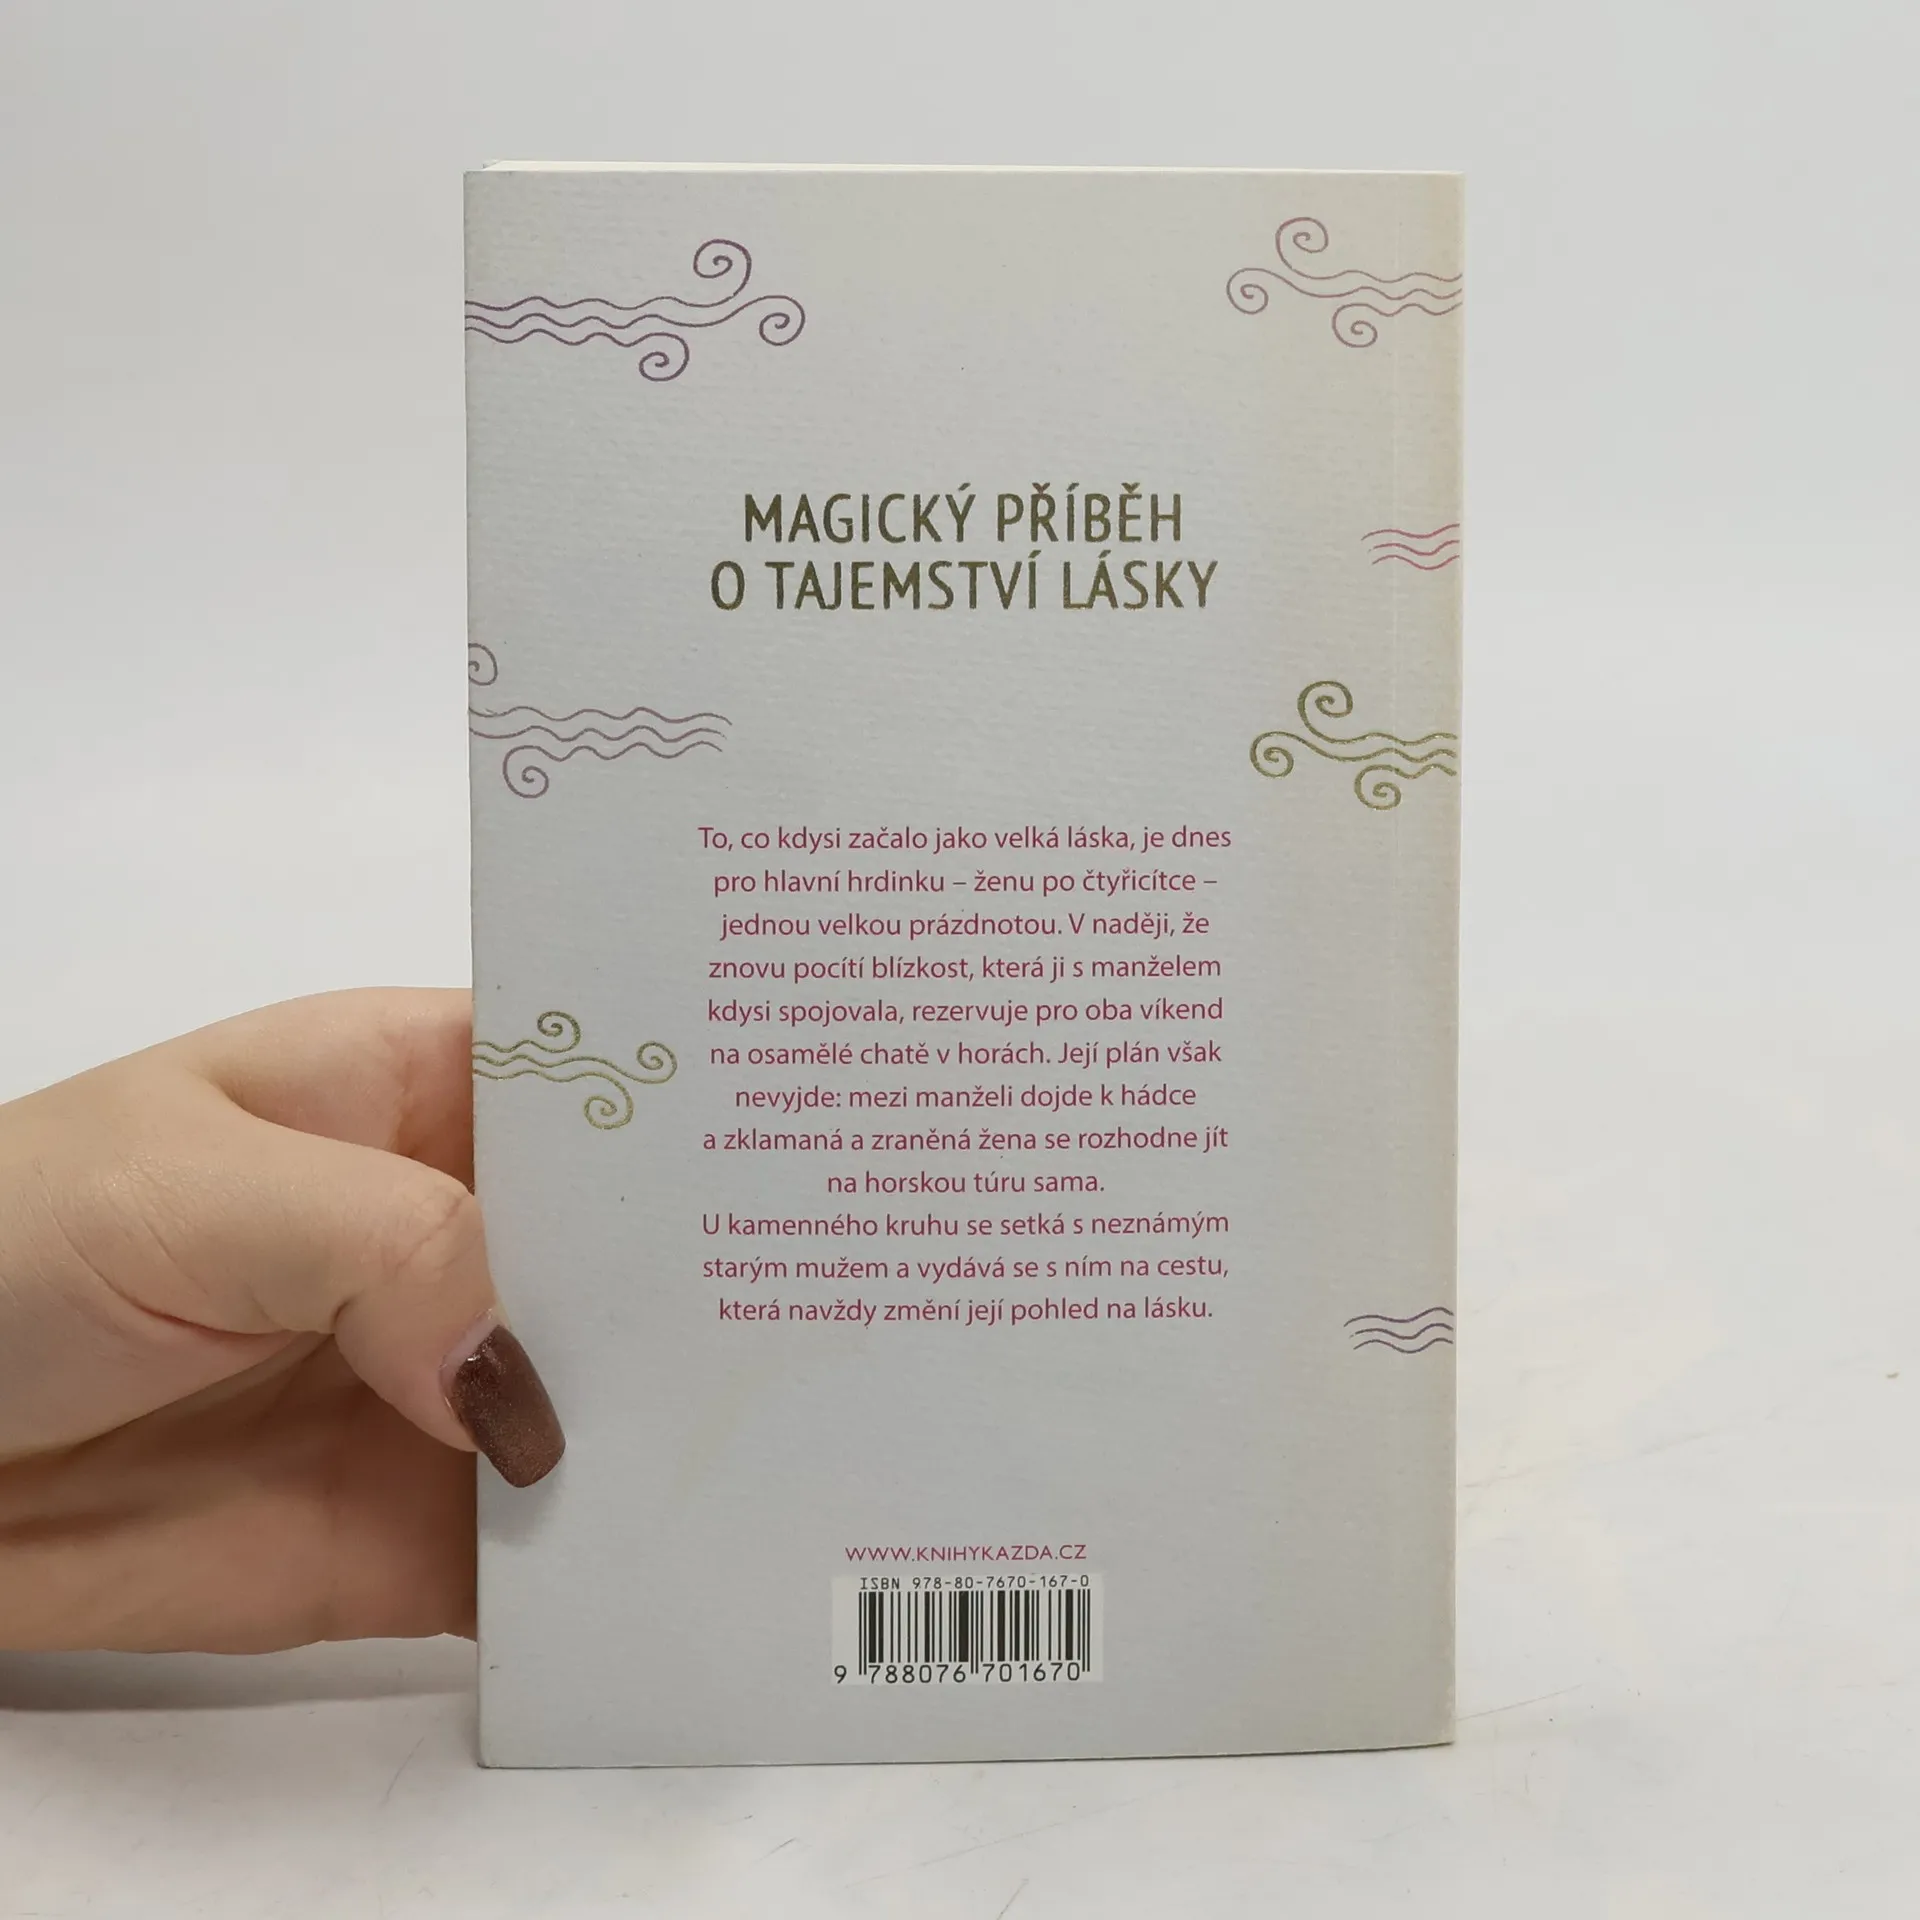 MAGICKÝ PŘÍBĚH
O TAJEMSTVÍ LÁSKY
To, co kdysi začalo jako velká láska, je dnes
pro hlavní hrdinku – ženu po čtyřicítce –
jednou velkou prázdnotou. V naději, že
znovu pocítí blízkost, která ji s manželem
kdysi spojovala, rezervuje pro oba víkend
na osamělé chatě v horách. Její plán však
nevyjde: mezi manželi dojde k hádce
a zklamaná a zraněná žena se rozhodne jít
na horskou túru sama.
U kamenného kruhu se setká s neznámým
starým mužem a vydává se s ním na cestu,
která navždy změní její pohled na lásku.
WWW.KNIHYKAZDA.CZ
ISBN 978-80-7670-167-0
9 788076 701670